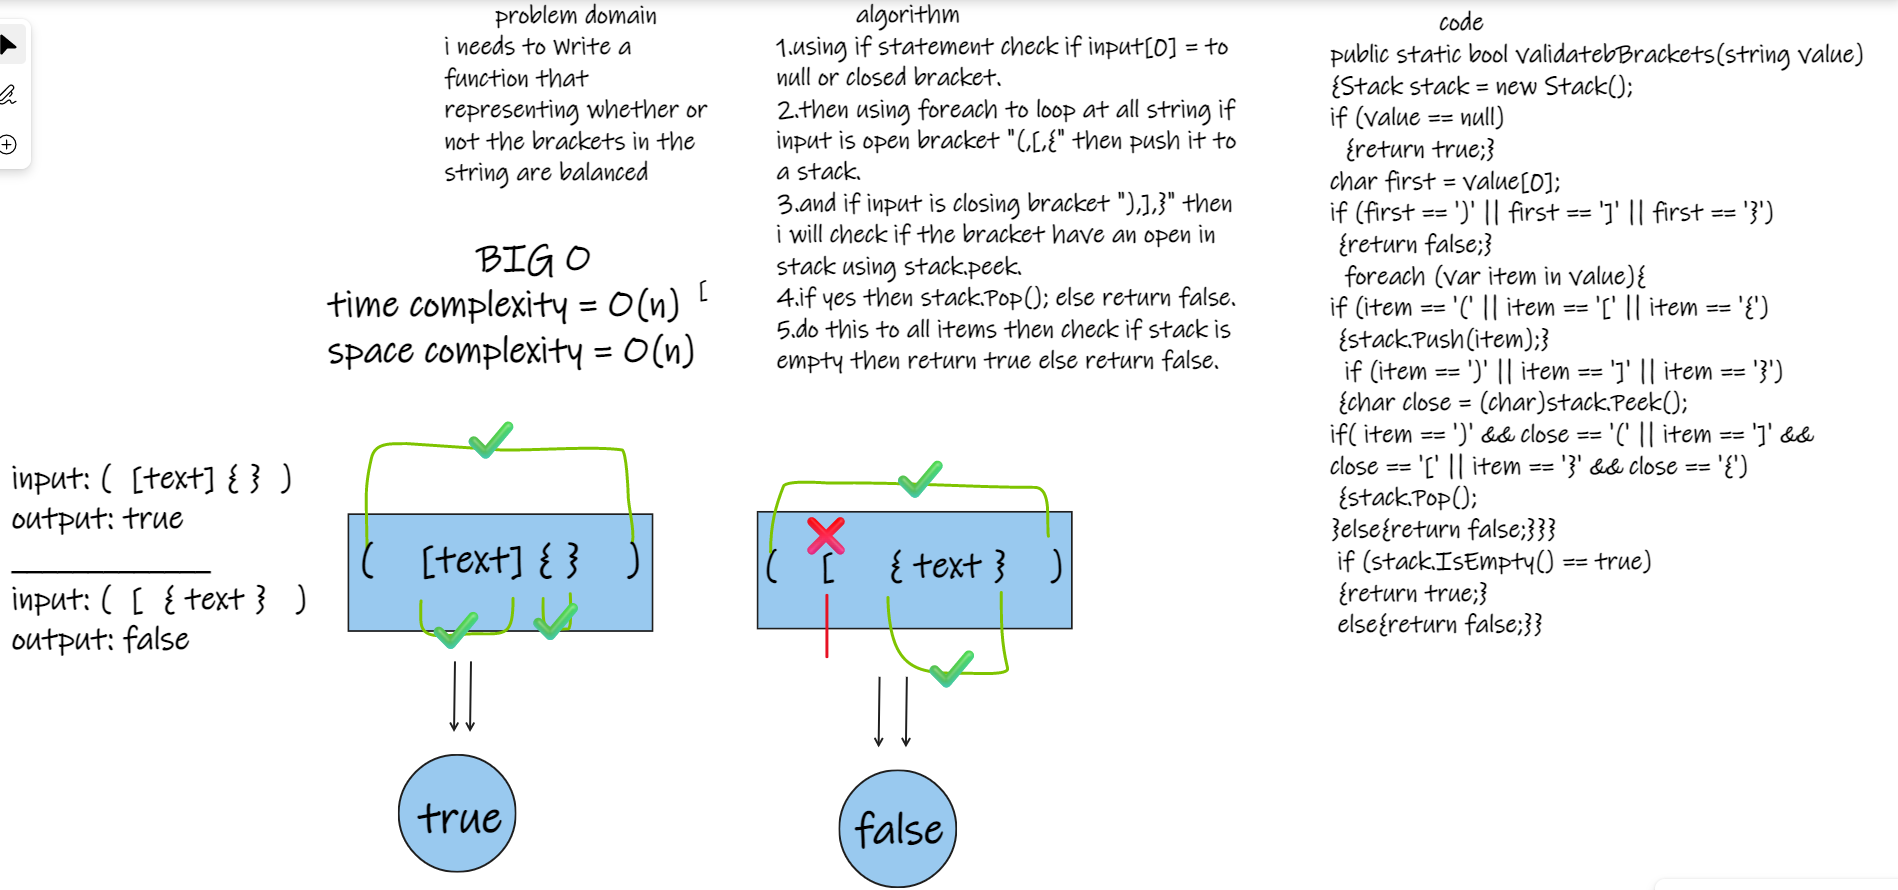 problem domain
i needs to Write a
function that
representing whether or
not the brackets in the
string are balanced
BIG O
time complexity = O(n) [
space complexity = O(n)
algorithm
1.using if statement check if input[0] = to
null or closed bracket.
2.then using foreach to loop at all string if
input is open bracket "(,[,{" then push it to
a stack.
3.and if input is closing bracket "),],}" then
i will check if the bracket have an open in
stack using stack.peek.
4.if yes then stack.Pop(); else return false.
5.do this to all items then check if stack is
empty then return true else return false.
code
public static bool validatebBrackets(string value)
{Stack stack = new Stack();
if (value == null)
{return true;}
char first = value[0];
if (first == ')' || first == ']' || first == '}')
{return false;}
foreach (var item in value){
if (item == '(' || item == '[' || item == '{')
{stack.Push(item);}
if (item == ')' || item == ']' || item == '}')
{char close = (char)stack.Peek();
if( item == ')' && close == '(' || item == ']' &&
close == '[' || item == '}' && close == '{')
{stack.Pop();
}else{return false;}}}
if (stack.IsEmpty() == true)
{return true;}
else{return false;}}
input: ( [text] { } )
output: true
input: ( [ { text } )
output: false
( [text] { } )
true
( [ { text } )
false